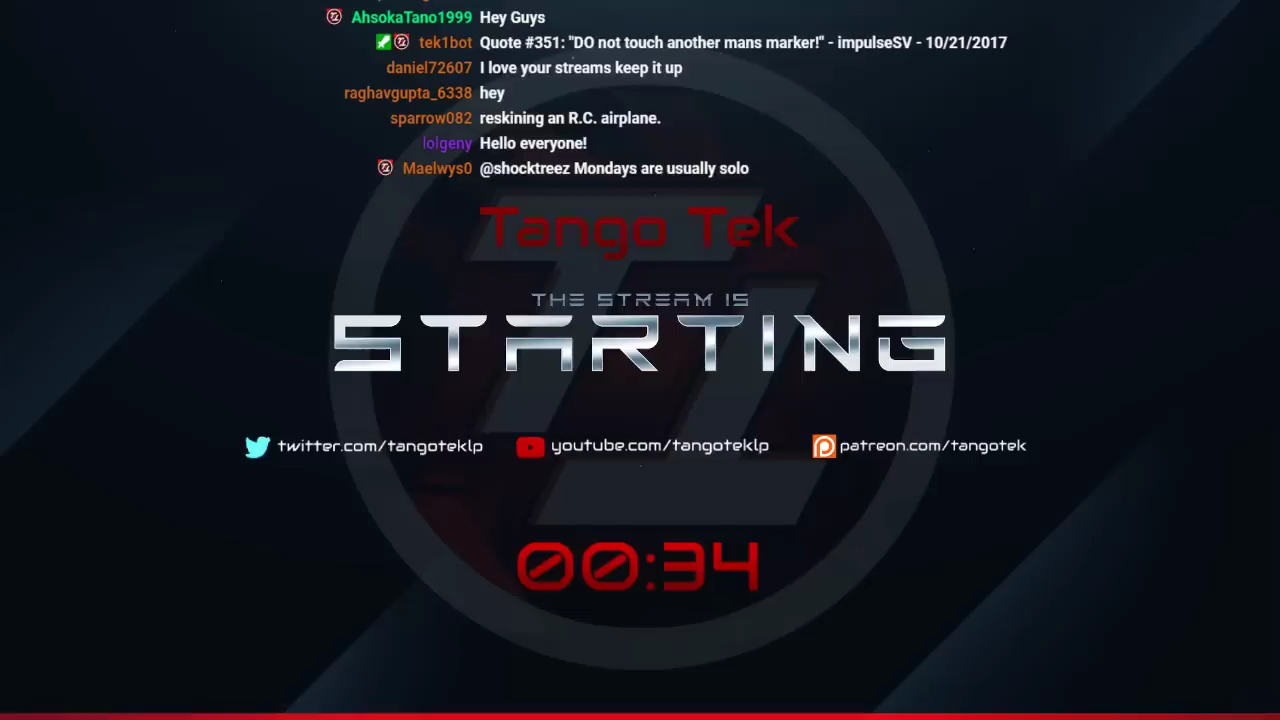 AhsokaTano1999 Hey Guys
tek1bot Quote #351: "DO not touch another mans marker!" - impulseSV - 10/21/2017
daniel72607 I love your streams keep it up
raghavgupta_6338 hey
sparrow082 reskining an R.C. airplane.
lolgeny Hello everyone!
Maelwys0 @shocktreez Mondays are usually solo
Tango Tek
THE STREAM IS
STARTING
twitter.com/tangoteklp youtube.com/tangoteklp patreon.com/tangotek
00:34